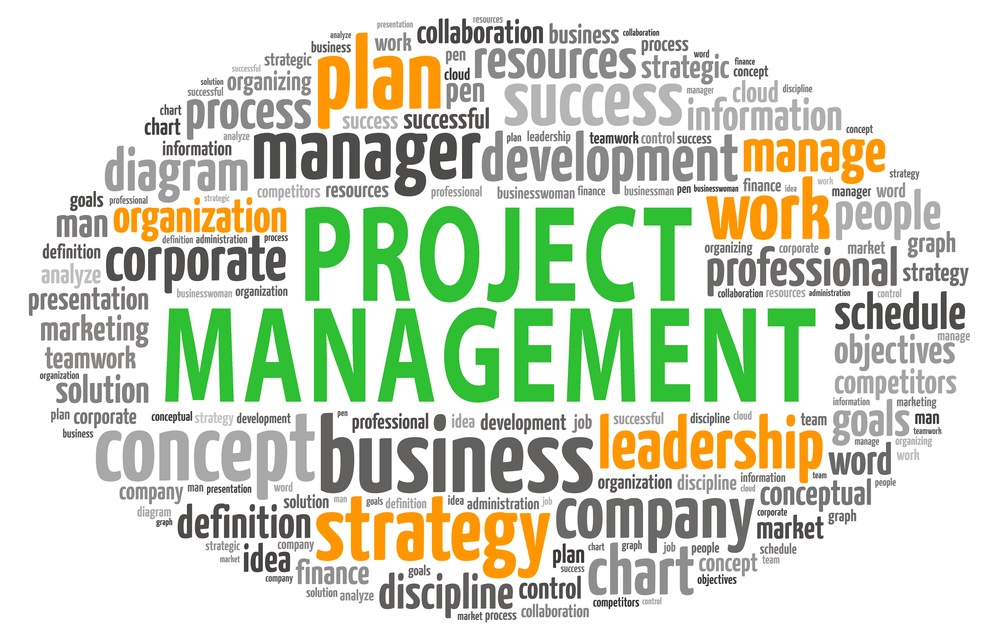 resources
presentation collaboration business collaboration
analyze business work pen process word
strategic plan cloud resources strategic finance concept
successful organizing pen success cloud discipline
solution successful manager information
chart process success successful
chart analyze manager plan leadership teamwork control success concept
information development manage
diagram competitors resources professional businesswoman finance businessman pen businesswoman finance idea work manager word strategy
goals professional strategic work people
man organization PROJECT graph
definition definition administration process organizing corporate market
analyze corporate professional strategy
businesswoman organization collaboration resources administration control
presentation schedule
marketing MANAGEMENT manage
teamwork objectives
organization competitors
solution information marketing
plan corporate conceptual strategy development pen professional idea development job successful discipline cloud team goals man
business teamwork
concept business leadership manage organizing
word work
company man presentation word organization discipline information cloud team people
solution man goals definition idea administration job conceptual
diagram graph definition strategy company corporate market graph
strategic company plan chart graph job people schedule
market idea success chart concept team
company finance goals objectives
solution analyze discipline control competitors control
market process collaboration